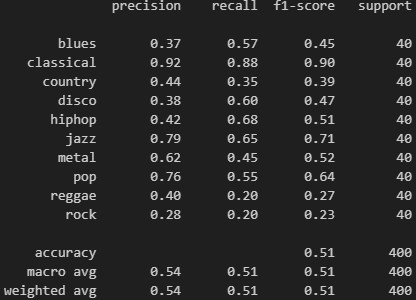 precision recall f1-score support
blues 0.37 0.57 0.45 40
classical 0.92 0.88 0.90 40
country 0.44 0.35 0.39 40
disco 0.38 0.60 0.47 40
hiphop 0.42 0.68 0.51 40
jazz 0.79 0.65 0.71 40
metal 0.62 0.45 0.52 40
pop 0.76 0.55 0.64 40
reggae 0.40 0.20 0.27 40
rock 0.28 0.20 0.23 40
accuracy 0.51 400
macro avg 0.54 0.51 0.51 400
weighted avg 0.54 0.51 0.51 400